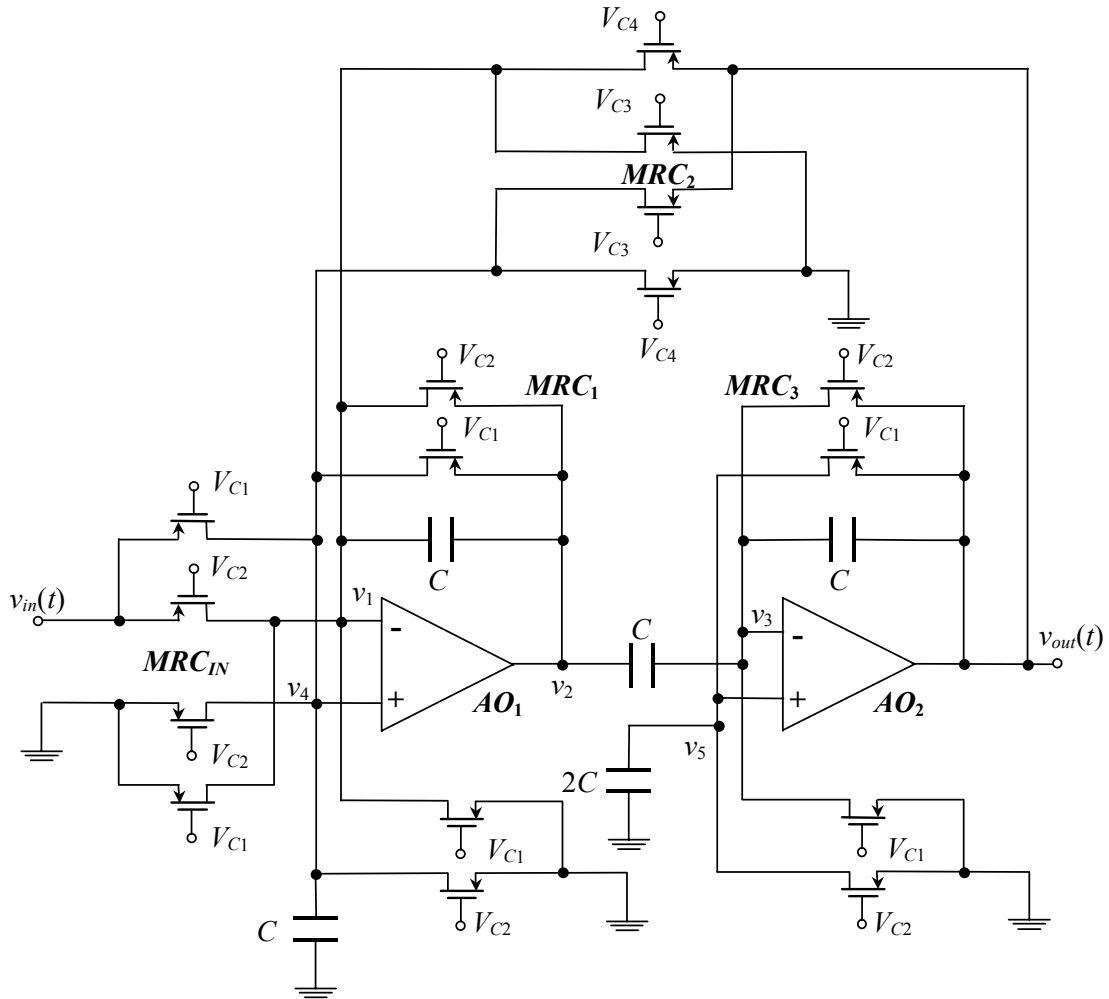 V_C4
V_C3
MRC_2
V_C3
V_C4
V_C2
MRC_1
MRC_3
V_C2
V_C1
V_C1
V_C1
C
C
V_C2
v_in(t)
v_1
-
C
v_3
-
v_out(t)
MRC_IN
v_4
+
AO_1
v_2
+
AO_2
V_C2
v_5
2C
V_C1
V_C1
V_C1
C
V_C2
V_C2